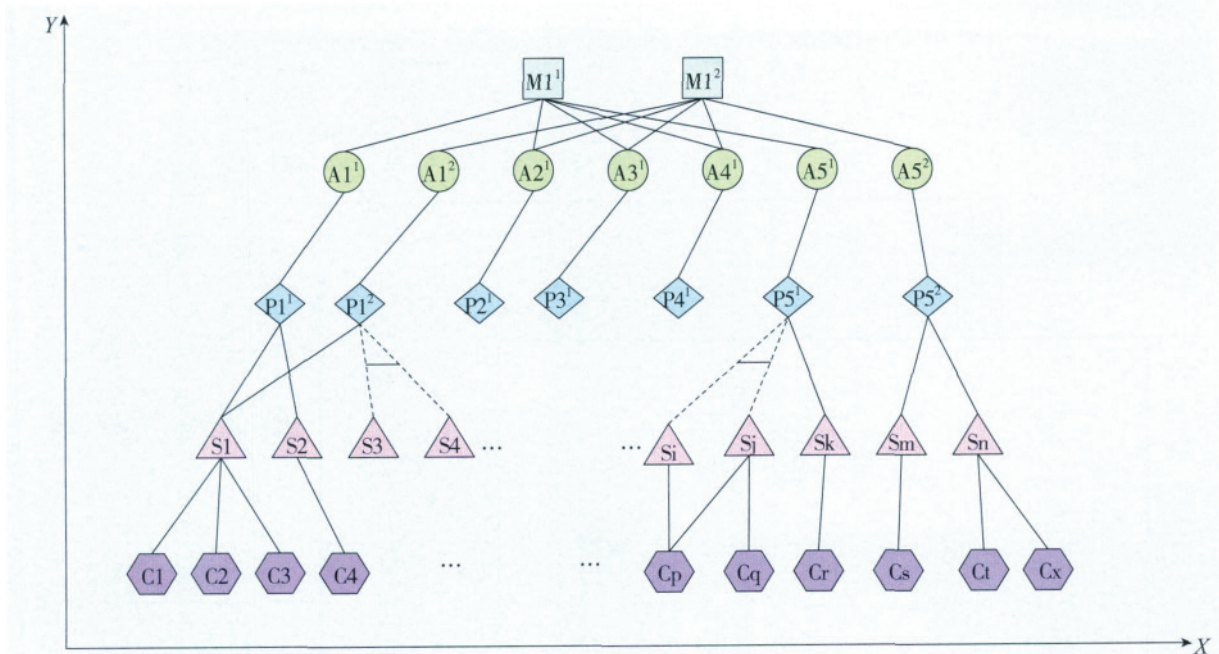 Y
M1¹ M1²
A1¹ A1² A2¹ A3¹ A4¹ A5¹ A5²
P1¹ P1² P2¹ P3¹ P4¹ P5¹ P5²
S1 S2 S3 S4 ... ... Si Sj Sk Sm Sn
C1 C2 C3 C4 ... ... Cp Cq Cr Cs Ct Cx
X